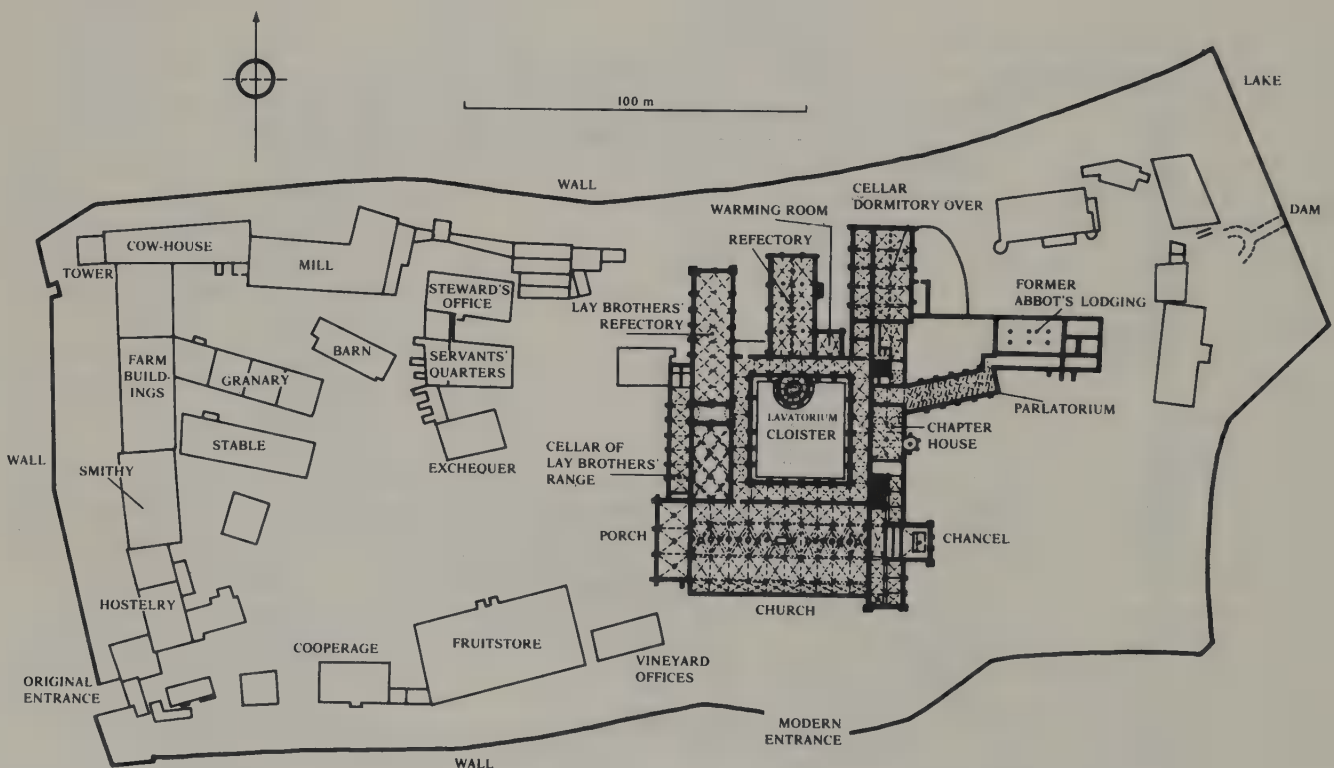 100 m
LAKE
WALL
CELLAR
DORMITORY OVER
WARMING ROOM
DAM
REFECTORY
COW-HOUSE
TOWER
MILL
STEWARD'S
OFFICE
FORMER
ABBOT'S LODGING
LAY BROTHERS'
REFECTORY
BARN
SERVANTS'
QUARTERS
FARM
BUILD-
INGS
GRANARY
PARLATORIUM
LAVATORIUM
CLOISTER
CHAPTER
HOUSE
STABLE
WALL
SMITHY
EXCHEQUER
CELLAR OF
LAY BROTHERS'
RANGE
PORCH
CHANCEL
HOSTELRY
CHURCH
COOPERAGE
FRUITSTORE
VINEYARD
OFFICES
ORIGINAL
ENTRANCE
MODERN
ENTRANCE
WALL